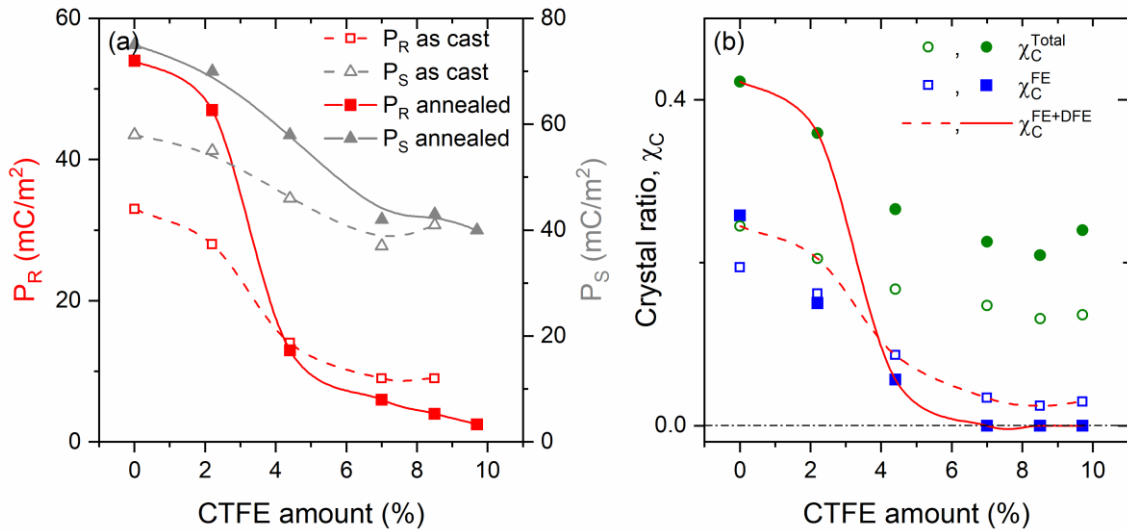 (a)
P_R as cast
P_S as cast
P_R annealed
P_S annealed
60
40
20
0
P_R (mC/m²)
80
60
40
20
0
P_S (mC/m²)
0 2 4 6 8 10
CTFE amount (%)
(b)
, χ_C^Total
, χ_C^FE
, χ_C^FE+DFE
0.4
0.0
Crystal ratio, χ_C
0 2 4 6 8 10
CTFE amount (%)